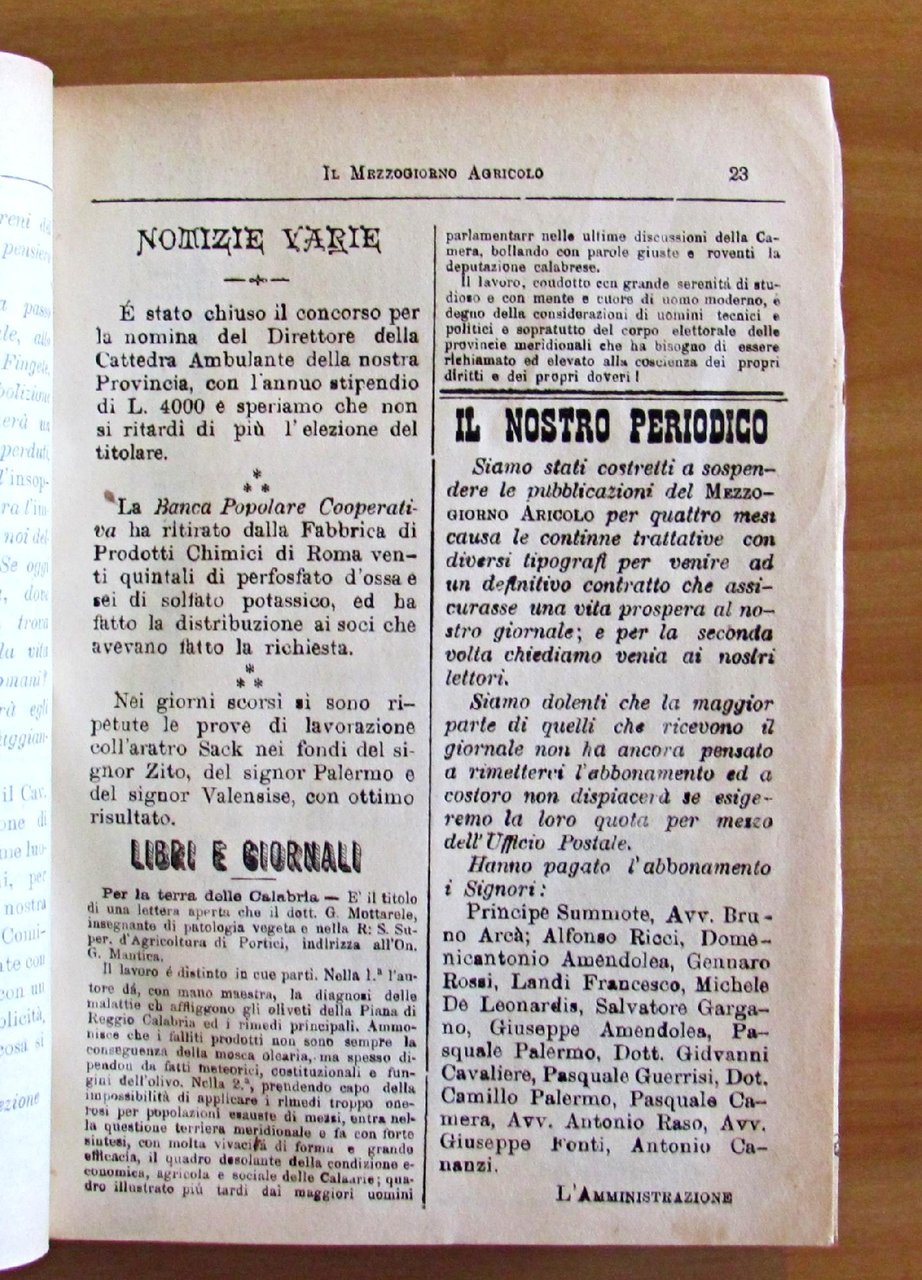 IL MEZZOGIORNO AGRICOLO 23
NOTIZIE VARIE
É stato chiuso il concorso per
la nomina del Direttore della
Cattedra Ambulante della nostra
Provincia, con l'annuo stipendio
di L. 4000 e speriamo che non
si ritardi di più l'elezione del
titolare.
*
* *
La Banca Popolare Cooperati-
va ha ritirato dalla Fabbrica di
Prodotti Chimici di Roma ven-
ti quintali di perfosfato d'ossa e
sei di solfato potassico, ed ha
fatto la distribuzione ai soci che
avevano fatto la richiesta.
*
* *
Nei giorni scorsi si sono ri-
petute le prove di lavorazione
coll'aratro Sack nei fondi del si-
gnor Zito, del signor Palermo e
del signor Valensise, con ottimo
risultato.
LIBRI E GIORNALI
Per la terra delle Calabria — E' il titolo
di una lettera aperta che il dott. G. Mottarele,
insegnante di patologia vegeta e nella R: S. Su-
per. d'Agricoltura di Portici, indirizza all'On.
G. Mantica.
Il lavoro é distinto in cue parti. Nella 1.ª l'au-
tore dá, con mano maestra, la diagnosi delle
malattie ch affliggono gli oliveti della Piana di
Reggio Calabria ed i rimedi principali. Ammo-
nisce che i falliti prodotti non sono sempre la
conseguenza della mosca olearia, ma spesso di-
pendou da fatti meteorici, costituzionali e fun-
gini dell'olivo. Nella 2.ª, prendendo capo della
impossibilità di applicare i rimedi troppo one-
rosi per popolazioni esauste di mezzi, entra nel-
la questione terriera meridionale e fa con forte
sintesi, con molta vivacità di forma e grande
efficacia, il quadro desolante della condizione e-
conomica, agricola e sociale delle Calaarie; qua-
dro illustrato più tardi dai maggiori uomini
parlamentarr nelle ultime discussioni della Ca-
mera, bollando con parole giuste e roventi la
deputazione calabrese.
Il lavoro, coudotto ccn grande serenitá di stu-
dioso e con mente e cuore di uomo moderno, é
degno della considerazioni di uomini tecnici e
politici e sopratutto del corpo elettorale delle
provincie meridionali che ha bisogno di essere
richiamato ed elevato alla coscienza dei propri
diritti e dei propri doveri!
IL NOSTRO PERIODICO
Siamo stati costretti a sospen-
dere le pubblicazioni del MEZZO-
GIORNO ARICOLO per quattro mesi
causa le continne trattative con
diversi tipografi per venire ad
un definitivo contratto che assi-
curasse una vita prospera al no-
stro giornale; e per la seconda
volta chiediamo venia ai nostri
lettori.
Siamo dolenti che la maggior
parte di quelli che ricevono il
giornale non ha ancora pensato
a rimetterci l'abbonamento ed a
costoro non dispiacerà se esige-
remo la loro quota per mezzo
dell'Ufficio Postale.
Hanno pagato l'abbonamento
i Signori:
Principe Summote, Avv. Bru-
no Arcà; Alfonso Ricci, Dome-
nicantonio Amendolea, Gennaro
Rossi, Landi Francesco, Michele
De Leonardis, Salvatore Garga-
no, Giuseppe Amendolea, Pa-
squale Palermo, Dott. Gidvanni
Cavaliere, Pasquale Guerrisi, Dot.
Camillo Palermo, Pasquale Ca-
mera, Avv. Antonio Raso, Avv.
Giuseppe Fonti, Antonio Ca-
nanzi.
L'AMMINISTRAZIONE